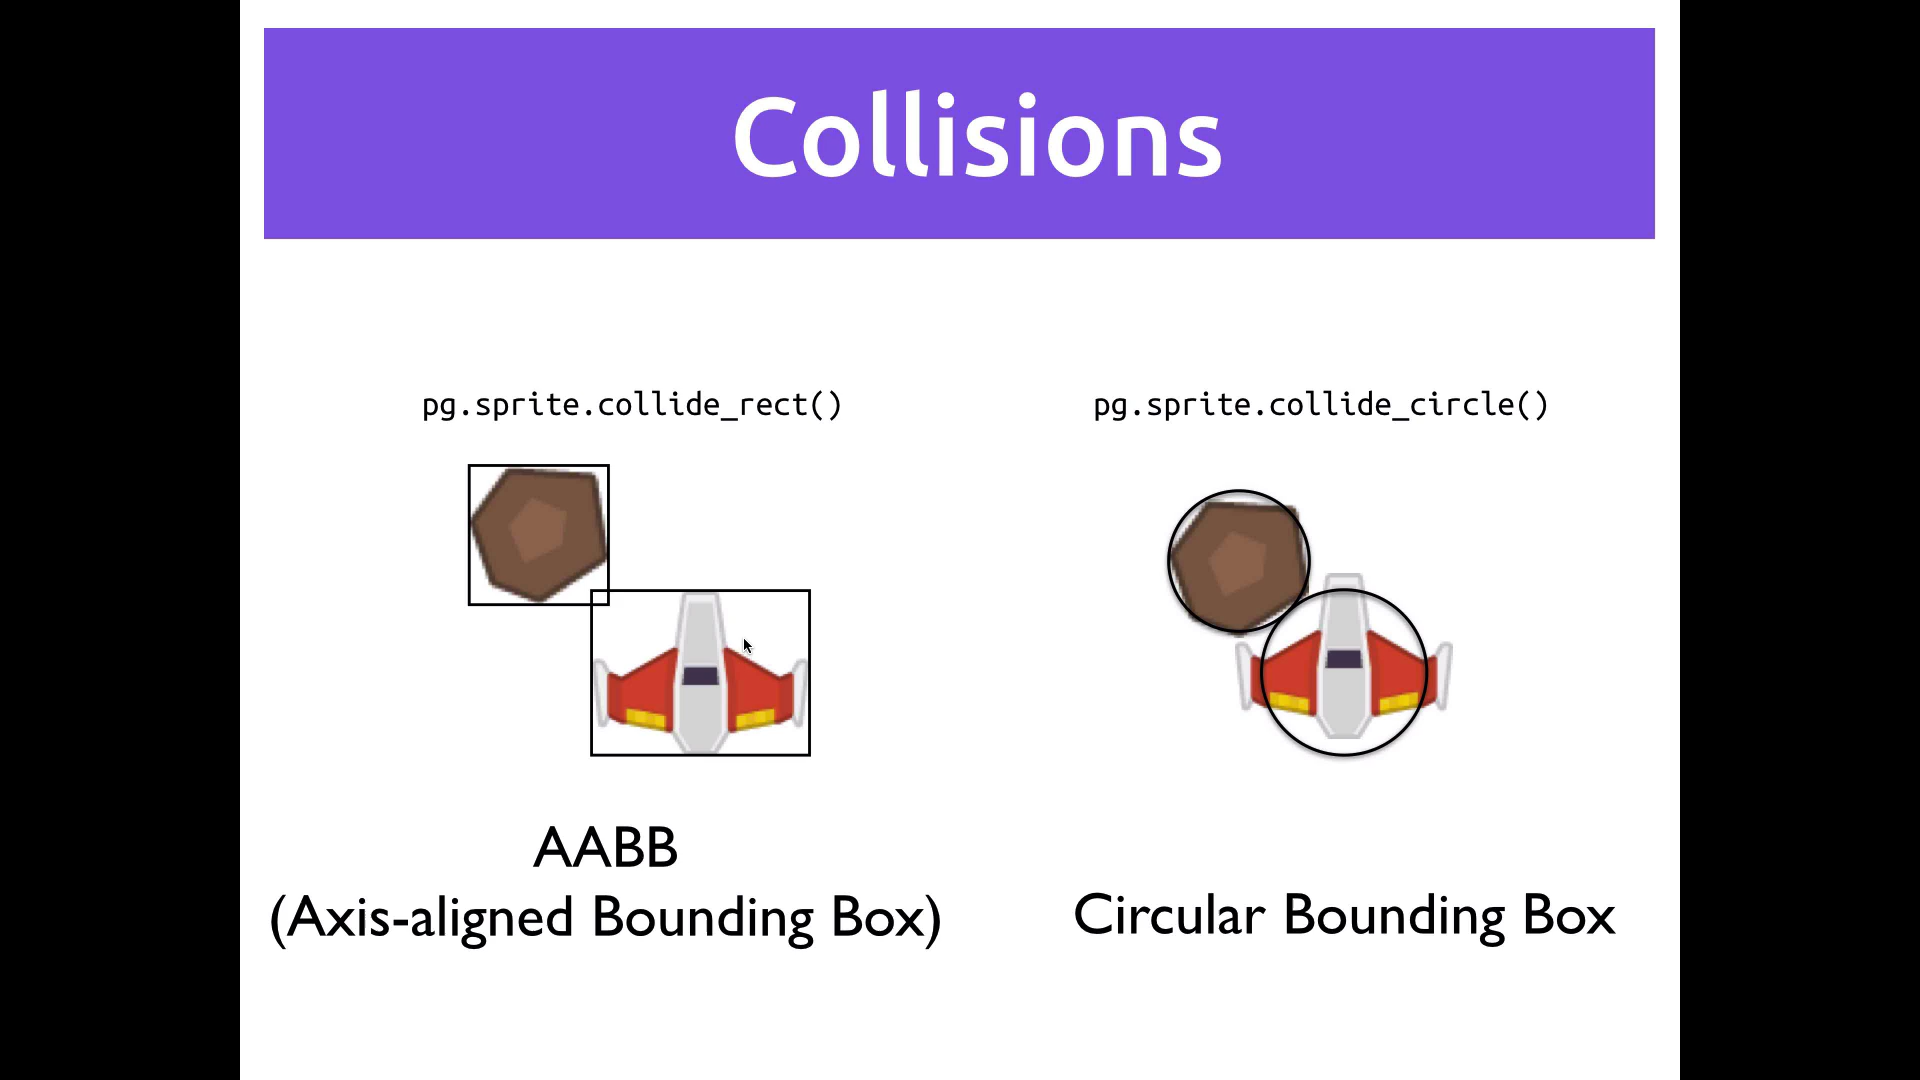 Collisions
pg.sprite.collide_rect()
pg.sprite.collide_circle()
AABB
(Axis-aligned Bounding Box)
Circular Bounding Box